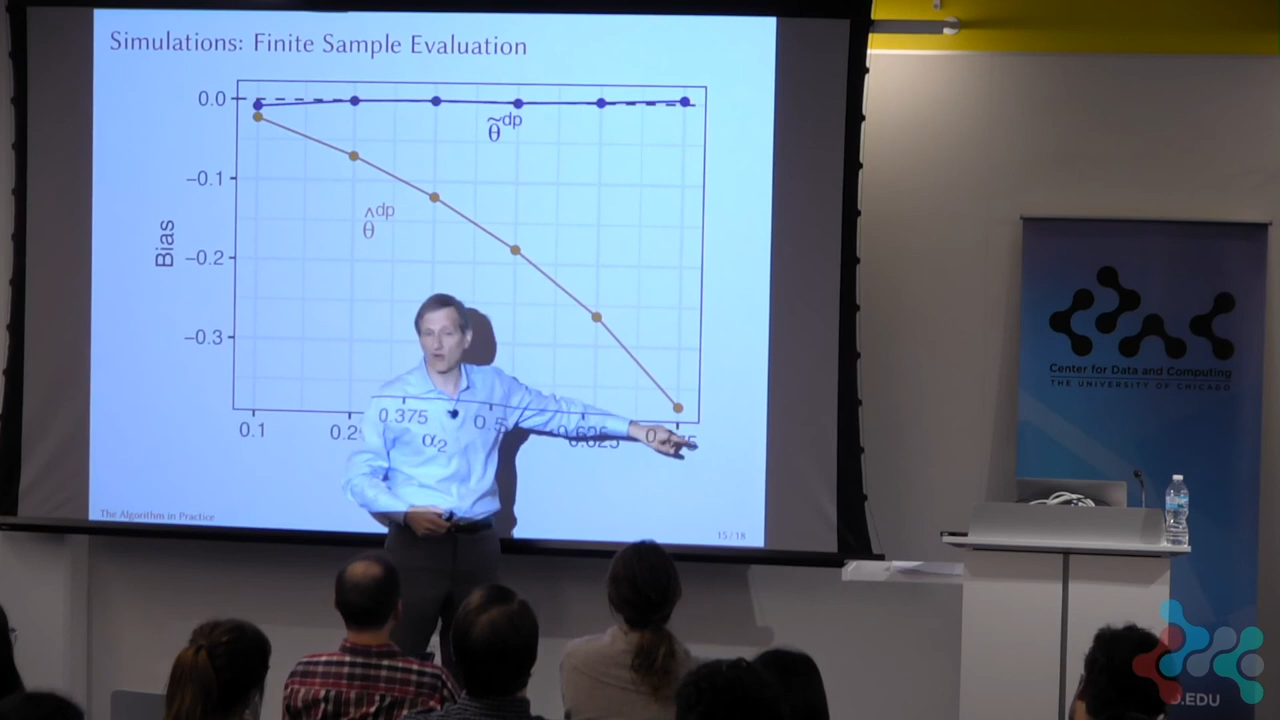 Simulations: Finite Sample Evaluation
0.0
θ̃dp
−0.1
θ̂dp
Bias
−0.2
−0.3
0.1
0.375
0.5
0.625
α2
The Algorithm in Practice
15/18
Center for Data and Computing
THE UNIVERSITY OF CHICAGO
.EDU